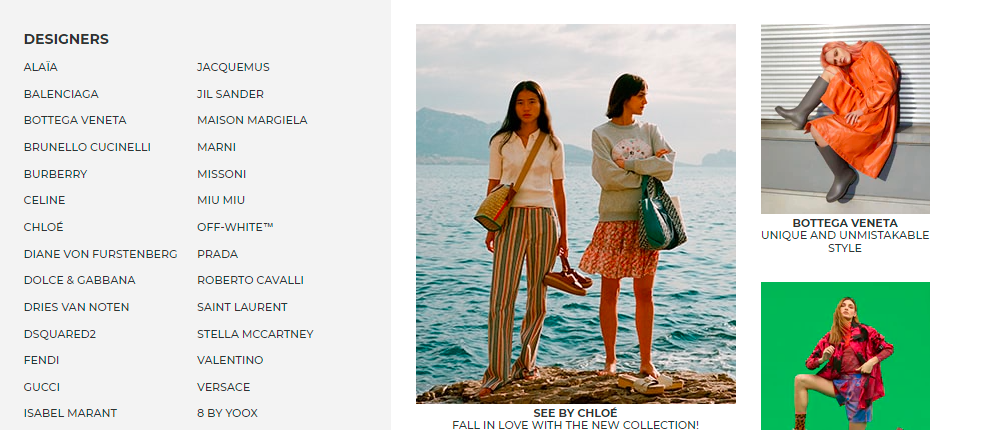 DESIGNERS
ALAÏA
BALENCIAGA
BOTTEGA VENETA
BRUNELLO CUCINELLI
BURBERRY
CELINE
CHLOÉ
DIANE VON FURSTENBERG
DOLCE & GABBANA
DRIES VAN NOTEN
DSQUARED2
FENDI
GUCCI
ISABEL MARANT
JACQUEMUS
JIL SANDER
MAISON MARGIELA
MARNI
MISSONI
MIU MIU
OFF-WHITE™
PRADA
ROBERTO CAVALLI
SAINT LAURENT
STELLA MCCARTNEY
VALENTINO
VERSACE
8 BY YOOX
SEE BY CHLOÉ
FALL IN LOVE WITH THE NEW COLLECTION!
BOTTEGA VENETA
UNIQUE AND UNMISTAKABLE
STYLE